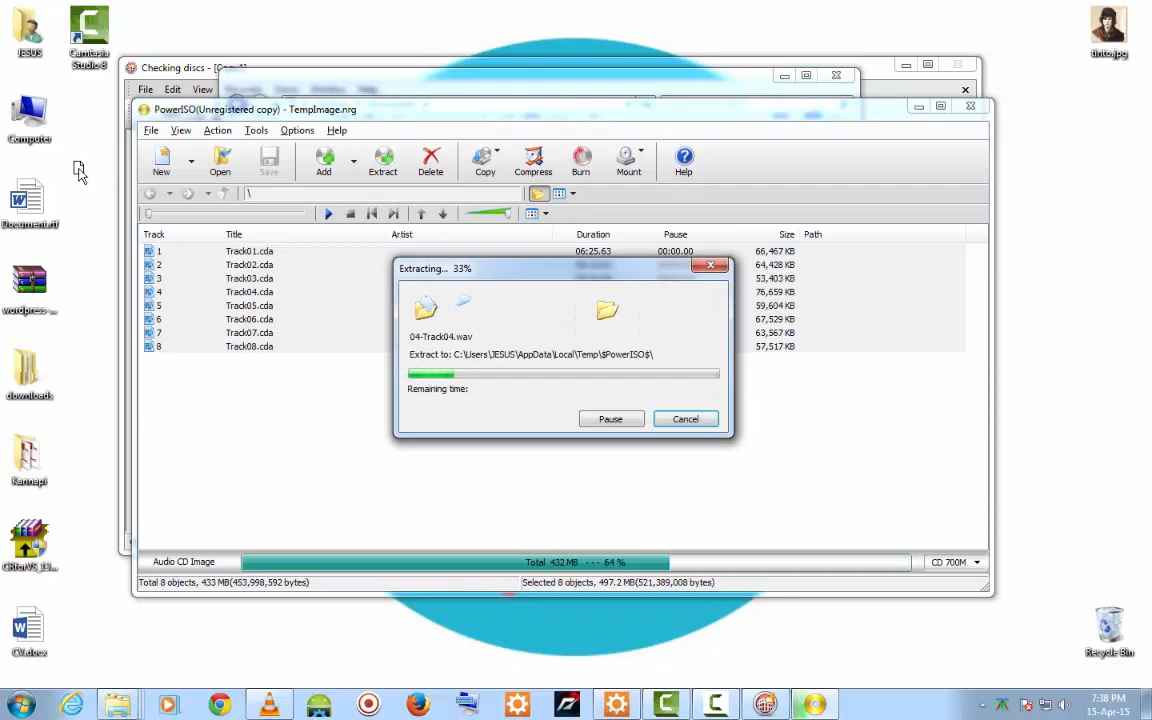 JESUS
Camtasia
Studio 8
Computer
Document.rtf
wordpress-...
downloads
Kannapi
CV.docx
tinto.jpg
Recycle Bin
Checking discs - [Copy1]
File Edit View
PowerISO(Unregistered copy) - TempImage.nrg
File View Action Tools Options Help
New Open Save Add Extract Delete Copy Compress Burn Mount Help
\
Track Title Artist Duration Pause Size Path
1 Track01.cda 06:25.63 00:00.00 66,467 KB
2 Track02.cda 64,428 KB
3 Track03.cda 53,403 KB
4 Track04.cda 76,659 KB
5 Track05.cda 59,604 KB
6 Track06.cda 67,529 KB
7 Track07.cda 63,567 KB
8 Track08.cda 57,517 KB
Extracting... 33%
04-Track04.wav
Extract to: C:\Users\JESUS\AppData\Local\Temp\$PowerISO$\
Remaining time:
Pause Cancel
Audio CD Image Total 432 MB --- 64 % CD 700M
Total 8 objects, 433 MB(453,998,592 bytes) Selected 8 objects, 497.2 MB(521,389,008 bytes)
7:38 PM
15-Apr-15